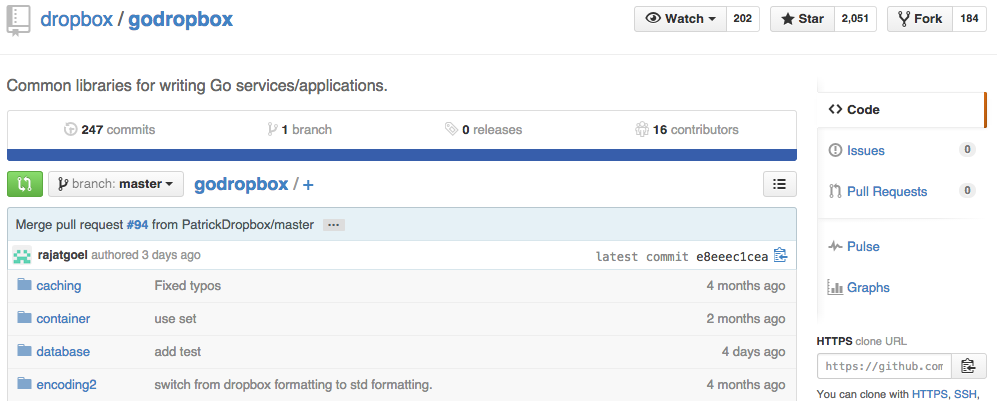 dropbox / godropbox
Watch 202 Star 2,051 Fork 184
Common libraries for writing Go services/applications.
247 commits 1 branch 0 releases 16 contributors
branch: master godropbox / +
Merge pull request #94 from PatrickDropbox/master ...
rajatgoel authored 3 days ago latest commit e8eeec1cea
caching Fixed typos 4 months ago
container use set 2 months ago
database add test 4 days ago
encoding2 switch from dropbox formatting to std formatting. 4 months ago
Code
Issues 0
Pull Requests 0
Pulse
Graphs
HTTPS clone URL
https://github.com
You can clone with HTTPS, SSH,